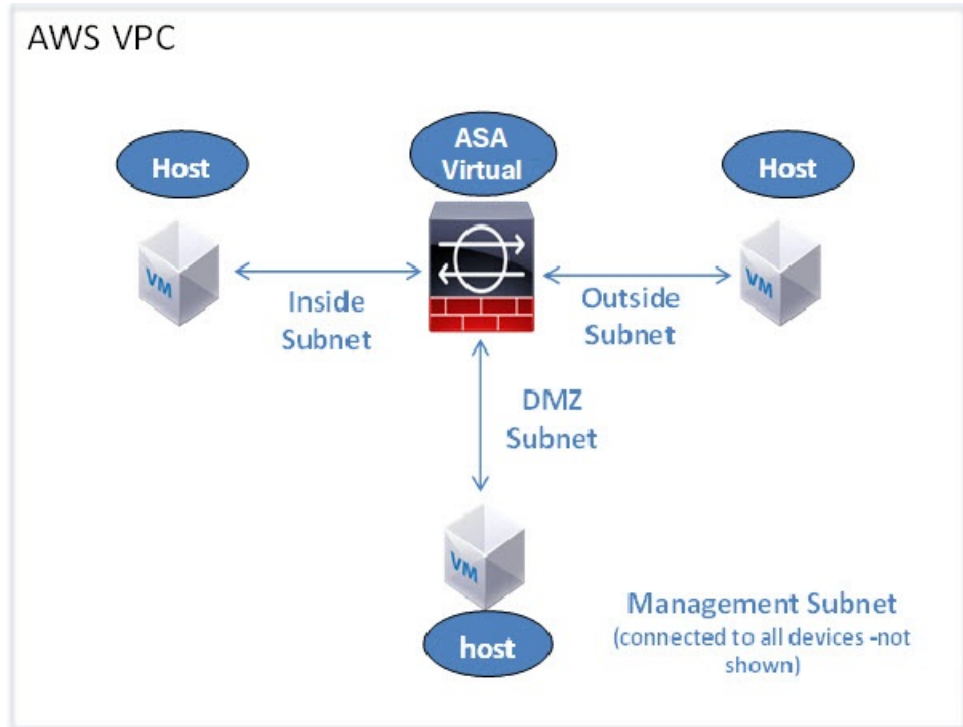 AWS VPC
Host
ASA
Virtual
Host
VM
VM
Inside
Subnet
Outside
Subnet
DMZ
Subnet
VM
host
Management Subnet
(connected to all devices -not
shown)